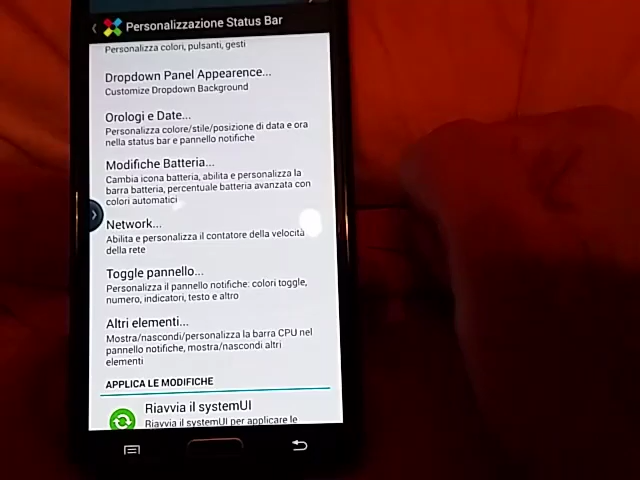 Personalizzazione Status Bar
Personalizza colori, pulsanti, gesti
Dropdown Panel Appearence...
Customize Dropdown Background
Orologi e Date...
Personalizza colore/stile/posizione di data e ora
nella status bar e pannello notifiche
Modifiche Batteria...
Cambia icona batteria, abilita e personalizza la
barra batteria, percentuale batteria avanzata con
colori automatici
Network...
Abilita e personalizza il contatore della velocità
della rete
Toggle pannello...
Personalizza il pannello notifiche: colori toggle,
numero, indicatori, testo e altro
Altri elementi...
Mostra/nascondi/personalizza la barra CPU nel
pannello notifiche, mostra/nascondi altri
elementi
APPLICA LE MODIFICHE
Riavvia il systemUI
Riavvia il systemUI per applicare le